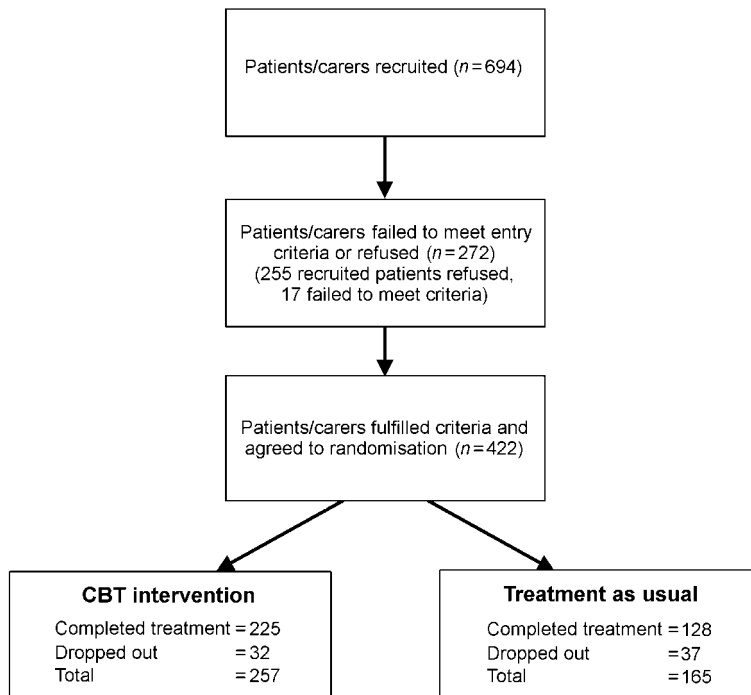 Patients/carers recruited (n=694)
Patients/carers failed to meet entry
criteria or refused (n=272)
(255 recruited patients refused,
17 failed to meet criteria)
Patients/carers fulfilled criteria and
agreed to randomisation (n=422)
CBT intervention
Completed treatment =225
Dropped out =32
Total =257
Treatment as usual
Completed treatment =128
Dropped out =37
Total =165